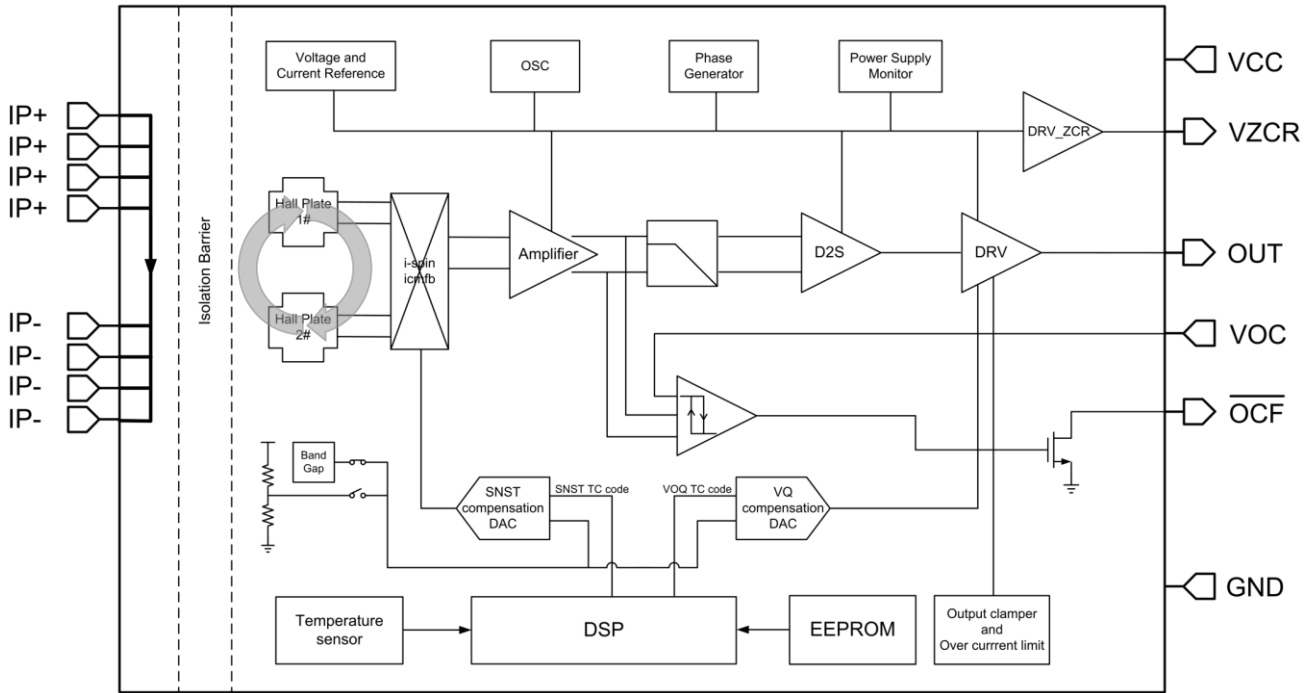 Voltage and
Current Reference
OSC
Phase
Generator
Power Supply
Monitor
VCC
IP+
IP+
IP+
IP+
DRV_ZCR
VZCR
Isolation Barrier
Hall Plate
1#
i-spin
icmfb
Amplifier
D2S
DRV
OUT
Hall Plate
2#
IP-
IP-
IP-
IP-
VOC
OCF
Band
Gap
SNST
compensation
DAC
SNST TC code
VOQ TC code
VQ
compensation
DAC
GND
Temperature
sensor
DSP
EEPROM
Output clamper
and
Over currrent limit